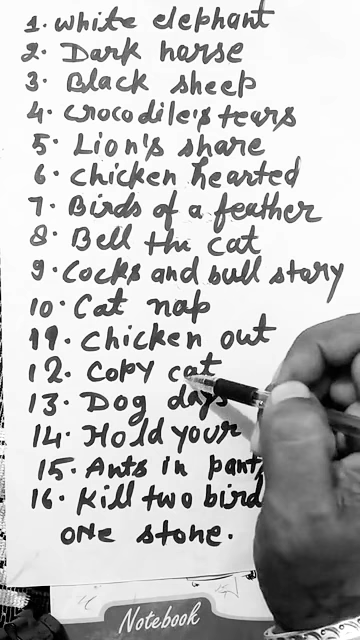 1. White elephant
2. Dark harse
3. Black sheep
4. Crocodile's tears
5. Lion's share
6. Chicken hearted
7. Birds of a feather
8. Bell the cat
9. Cocks and bull story
10. Cat nap
11. Chicken out
12. Copy cat
13. Dog days
14. Hold your
15. Ants in pant
16. Kill two bird
one stone.
Notebook